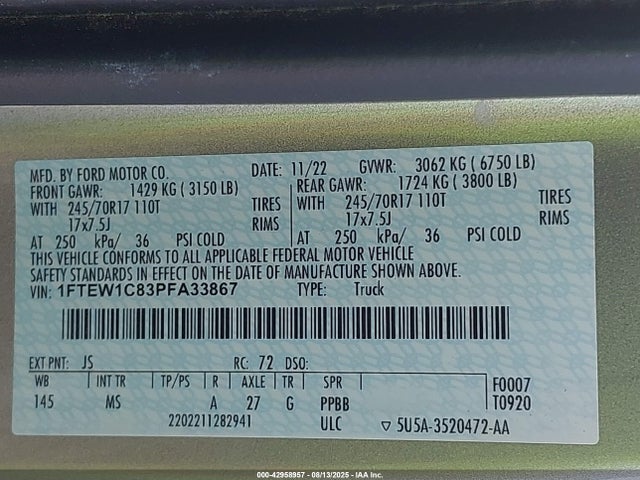 MFD. BY FORD MOTOR CO. DATE: 11/22 GVWR: 3062 KG ( 6750 LB)
FRONT GAWR: 1429 KG ( 3150 LB) REAR GAWR: 1724 KG ( 3800 LB)
WITH 245/70R17 110T TIRES WITH 245/70R17 110T TIRES
17x7.5J RIMS 17x7.5J RIMS
AT 250 kPa/ 36 PSI COLD AT 250 kPa/ 36 PSI COLD
THIS VEHICLE CONFORMS TO ALL APPLICABLE FEDERAL MOTOR VEHICLE
SAFETY STANDARDS IN EFFECT ON THE DATE OF MANUFACTURE SHOWN ABOVE.
VIN: 1FTEW1C83PFA33867 TYPE: Truck
EXT PNT: JS RC: 72 DSO:
WB INT TR TP/PS R AXLE TR SPR F0007
145 MS A 27 G PPBB T0920
2202211282941 ULC ▽ 5U5A-3520472-AA
000-42958957 - 08/13/2025 - IAA Inc.